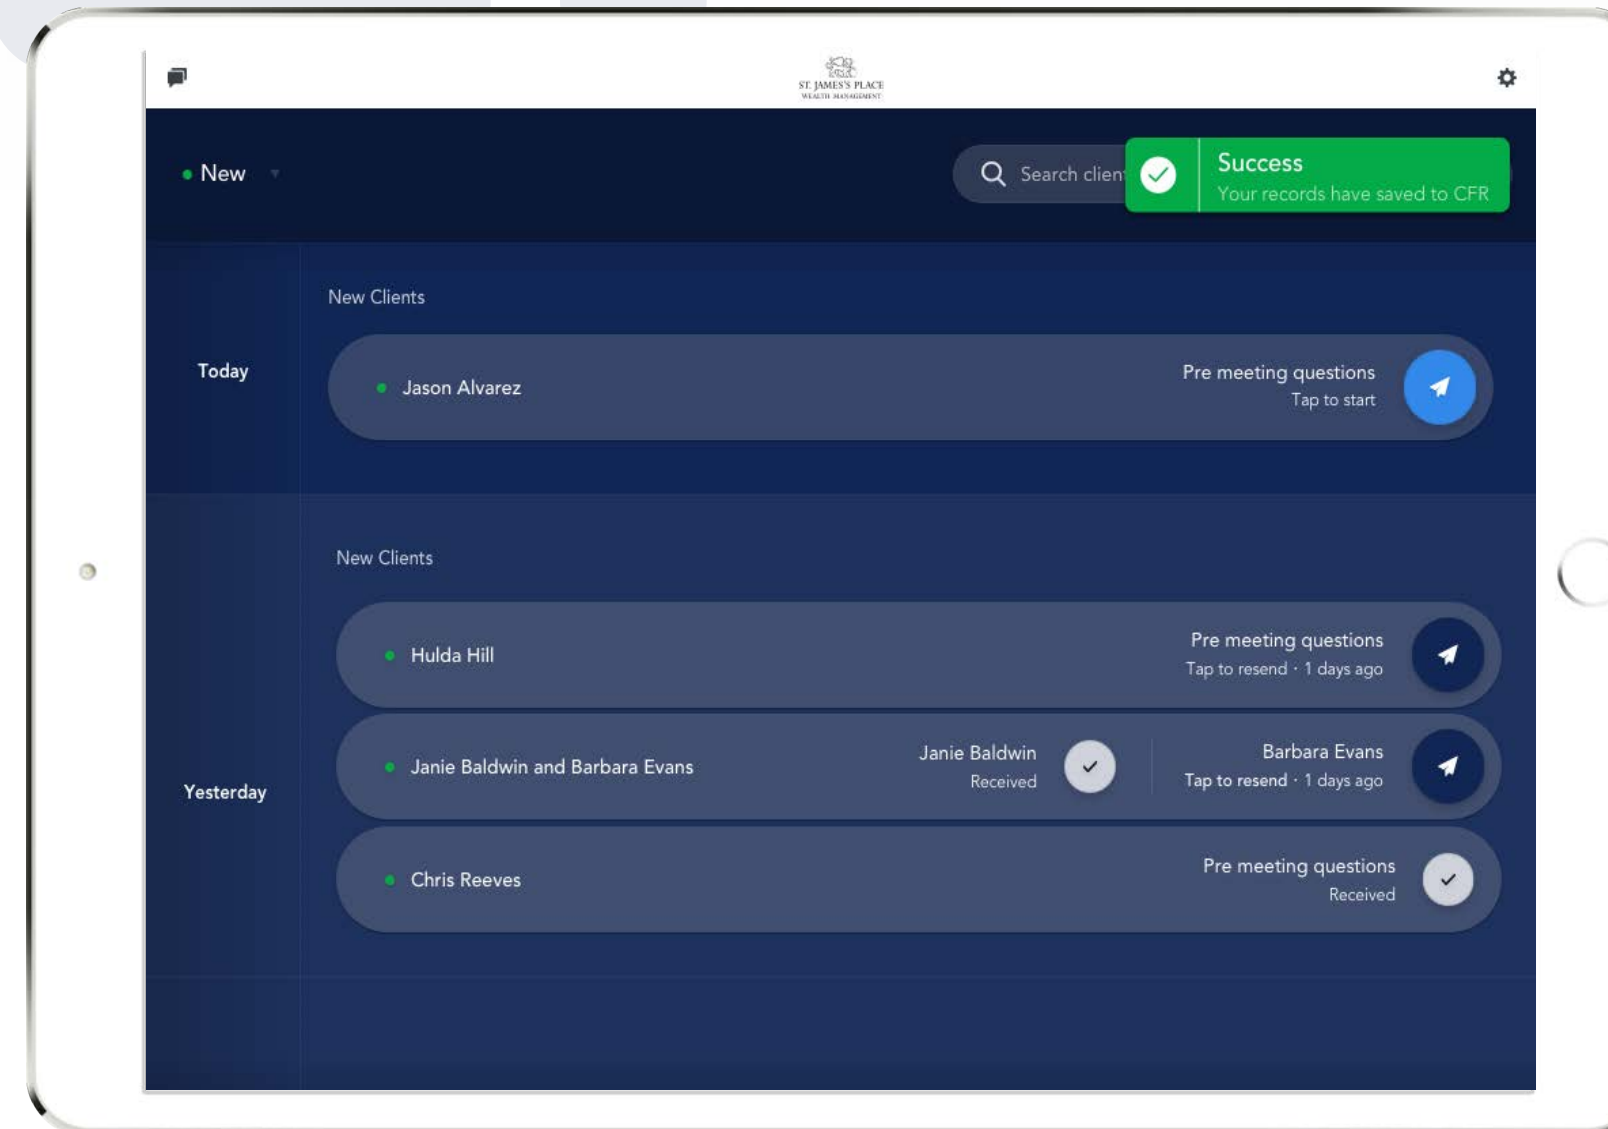 ST. JAMES'S PLACE
WEALTH MANAGEMENT
New
Search clien
Success
Your records have saved to CFR
New Clients
Today
Jason Alvarez
Pre meeting questions
Tap to start
New Clients
Hulda Hill
Pre meeting questions
Tap to resend · 1 days ago
Yesterday
Janie Baldwin and Barbara Evans
Janie Baldwin
Received
Barbara Evans
Tap to resend · 1 days ago
Chris Reeves
Pre meeting questions
Received